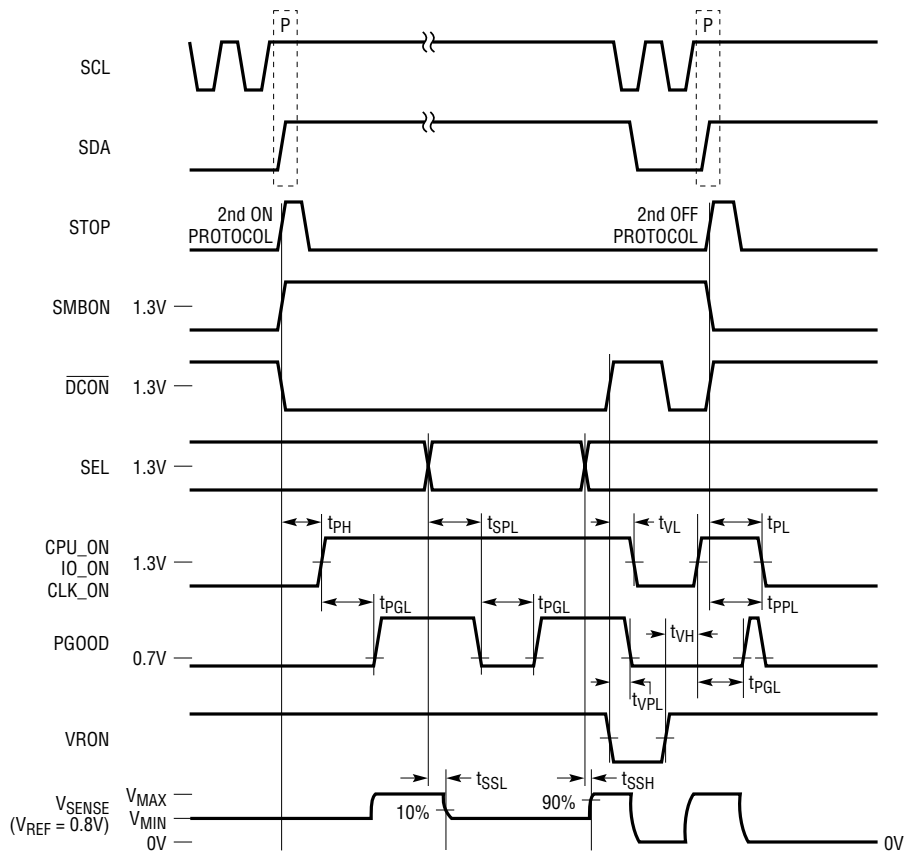 P
P
SCL
SDA
STOP
2nd ON
PROTOCOL
2nd OFF
PROTOCOL
SMBON 1.3V
DCON 1.3V
SEL 1.3V
tPH
tSPL
tVL
tPL
CPU_ON
IO_ON
CLK_ON
1.3V
tPGL
tPGL
tPPL
PGOOD
0.7V
tVH
tPGL
tVPL
VRON
tSSL
tSSH
VSENSE
(VREF = 0.8V)
VMAX
VMIN
0V
10%
90%
0V